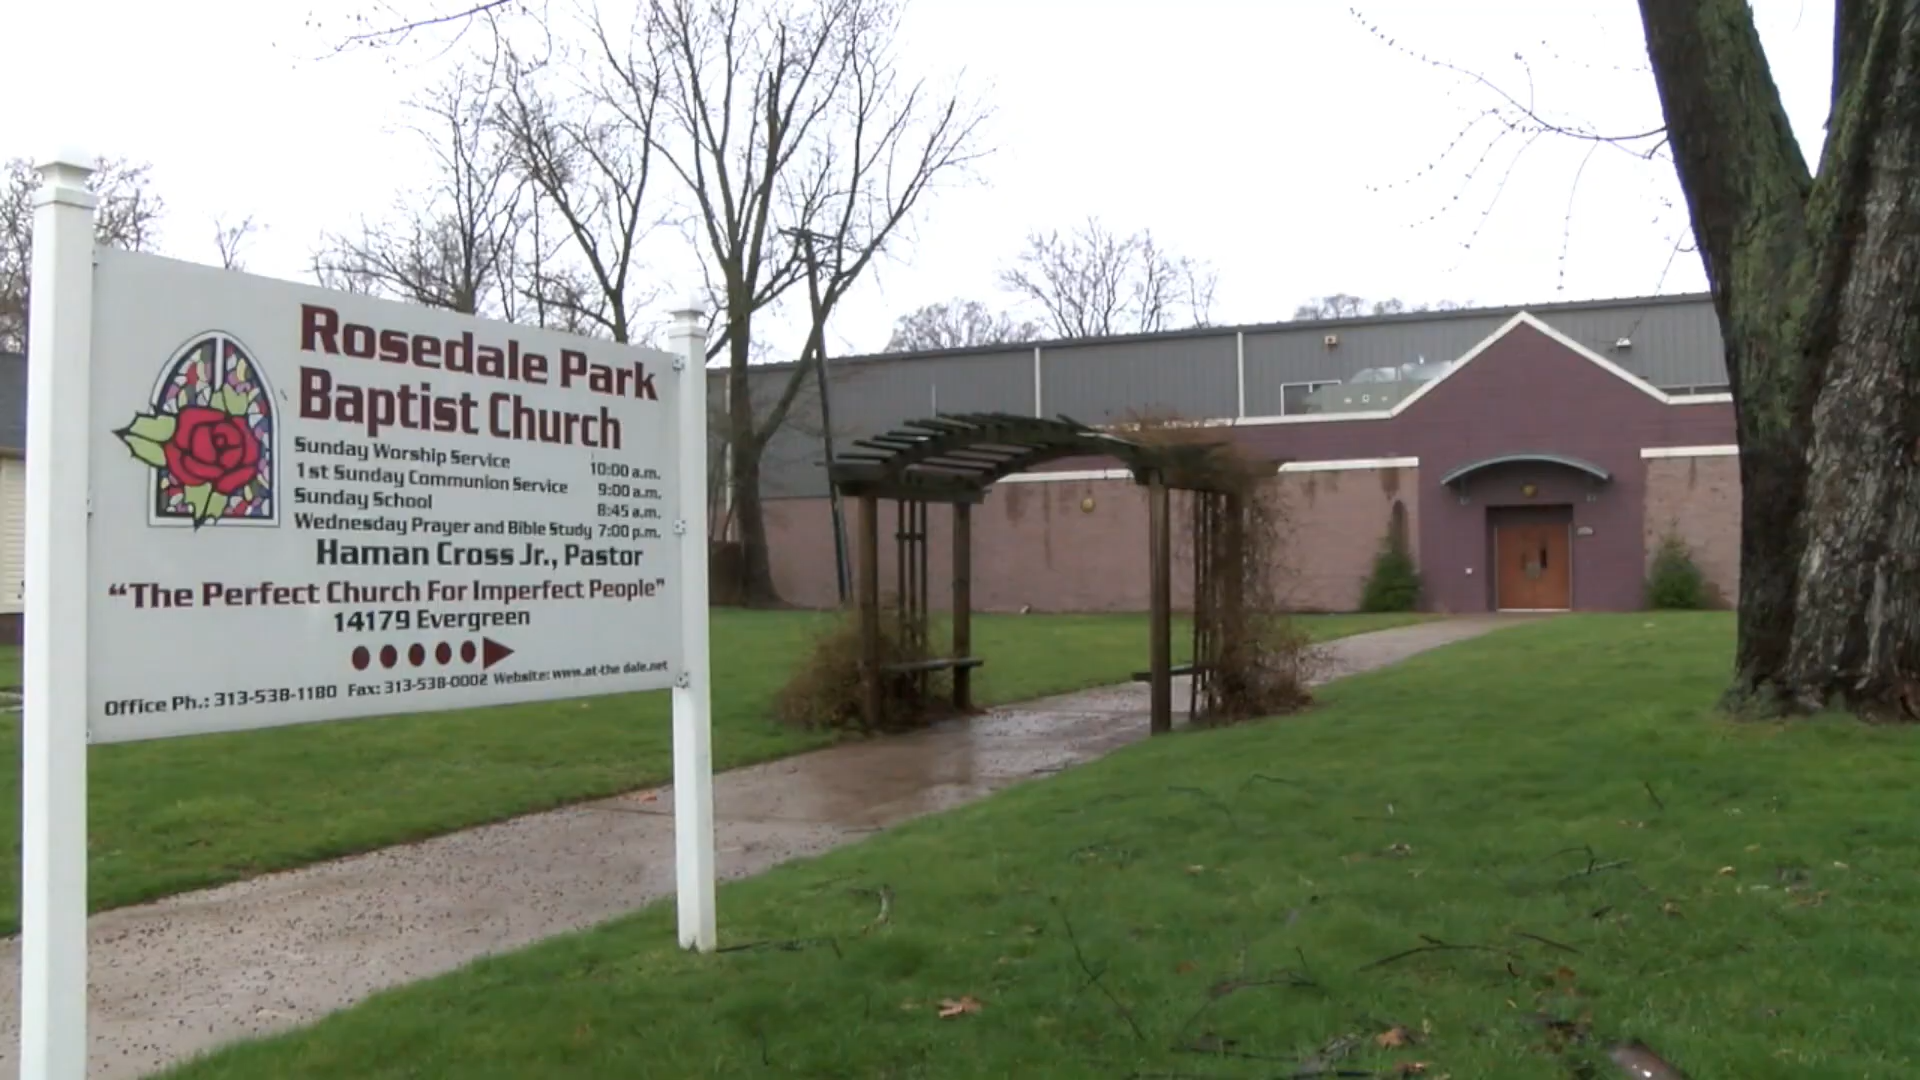 Rosedale Park
Baptist Church
Sunday Worship Service 10:00 a.m.
1st Sunday Communion Service 9:00 a.m.
Sunday School 8:45 a.m.
Wednesday Prayer and Bible Study 7:00 p.m.
Haman Cross Jr., Pastor
“The Perfect Church For Imperfect People”
14179 Evergreen
Office Ph.: 313-538-1180 Fax: 313-538-0002 Website: www.at-the dale.net